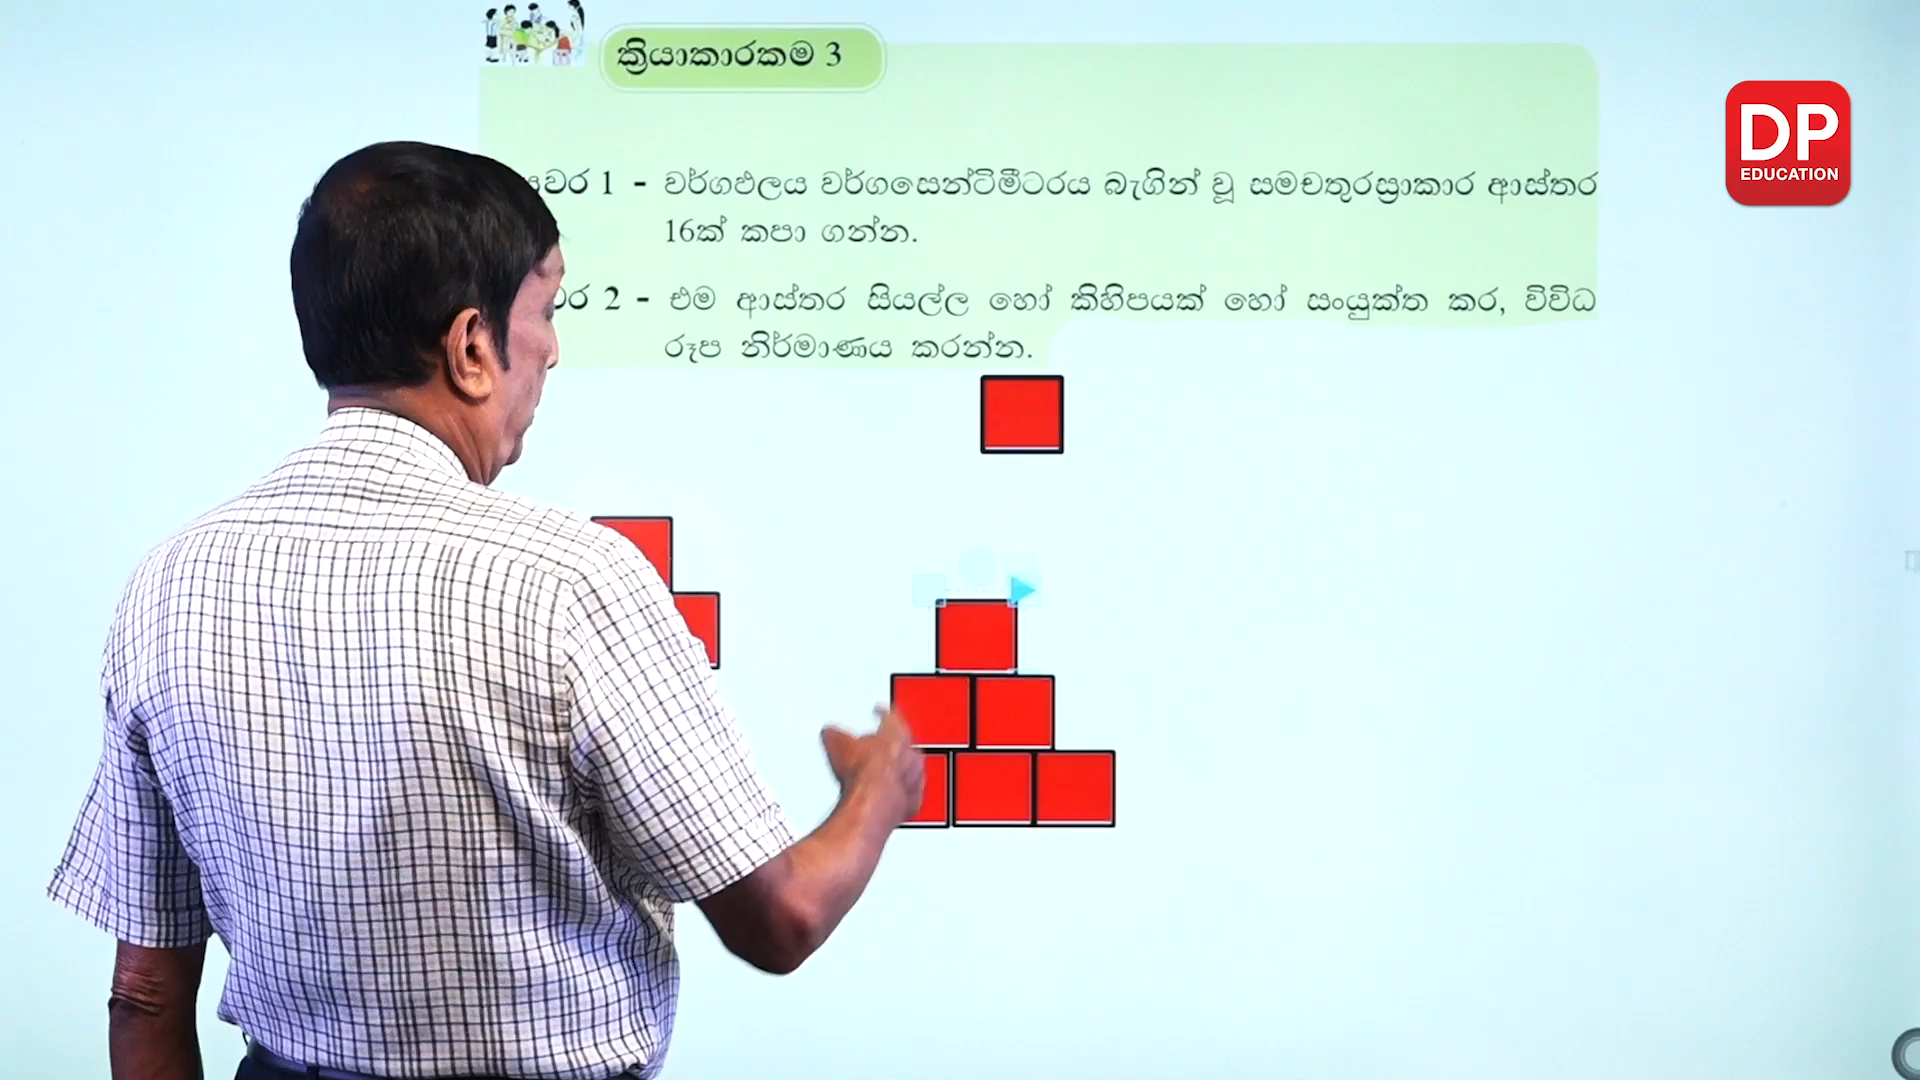 ක්‍රියාකාරකම 3
DP
EDUCATION
1 - වර්ගඵලය වර්ගසෙන්ටිමීටරය බැගින් වූ සමචතුරස්‍රාකාර ආස්තර
16ක් කපා ගන්න.
2 - එම ආස්තර සියල්ල හෝ කිහිපයක් හෝ සංයුක්ත කර, විවිධ
රූප නිර්මාණය කරන්න.